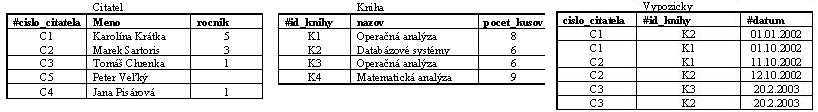 Citatel
#cislo_citatela Meno rocnik
C1 Karolína Krátka 5
C2 Marek Sartoris 3
C3 Tomáš Chrenka 1
C5 Peter Veľký
C4 Jana Pisárová 1
Kniha
#id_knihy nazov pocet_kusov
K1 Operačná analýza 8
K2 Databázové systémy 6
K3 Operačná analýza 6
K4 Matematická analýza 9
Vypozicky
cislo_citatela #id_knihy #datum
C1 K2 01.01.2002
C1 K1 01.10.2002
C2 K1 11.10.2002
C2 K2 12.10.2002
C3 K3 20.2.2003
C3 K2 20.2.2003